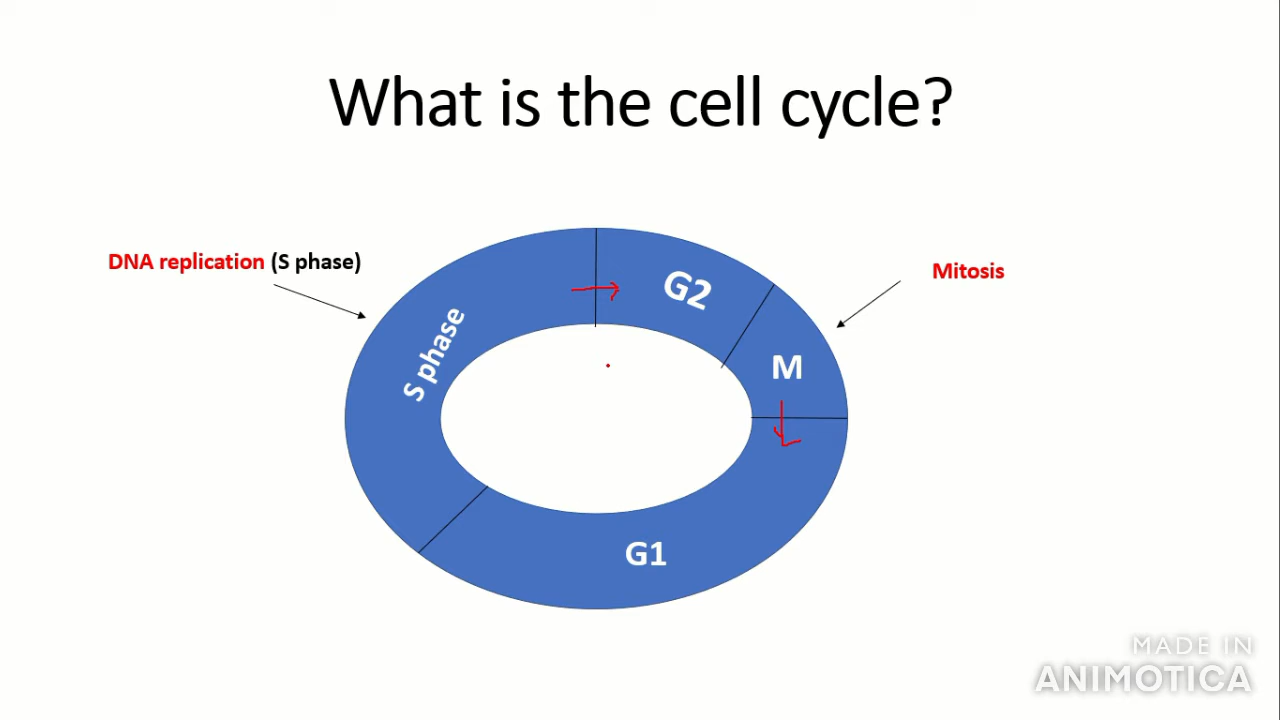 What is the cell cycle?
DNA replication (S phase)
Mitosis
G2
S phase
M
G1
MADE IN
ANIMOTICA